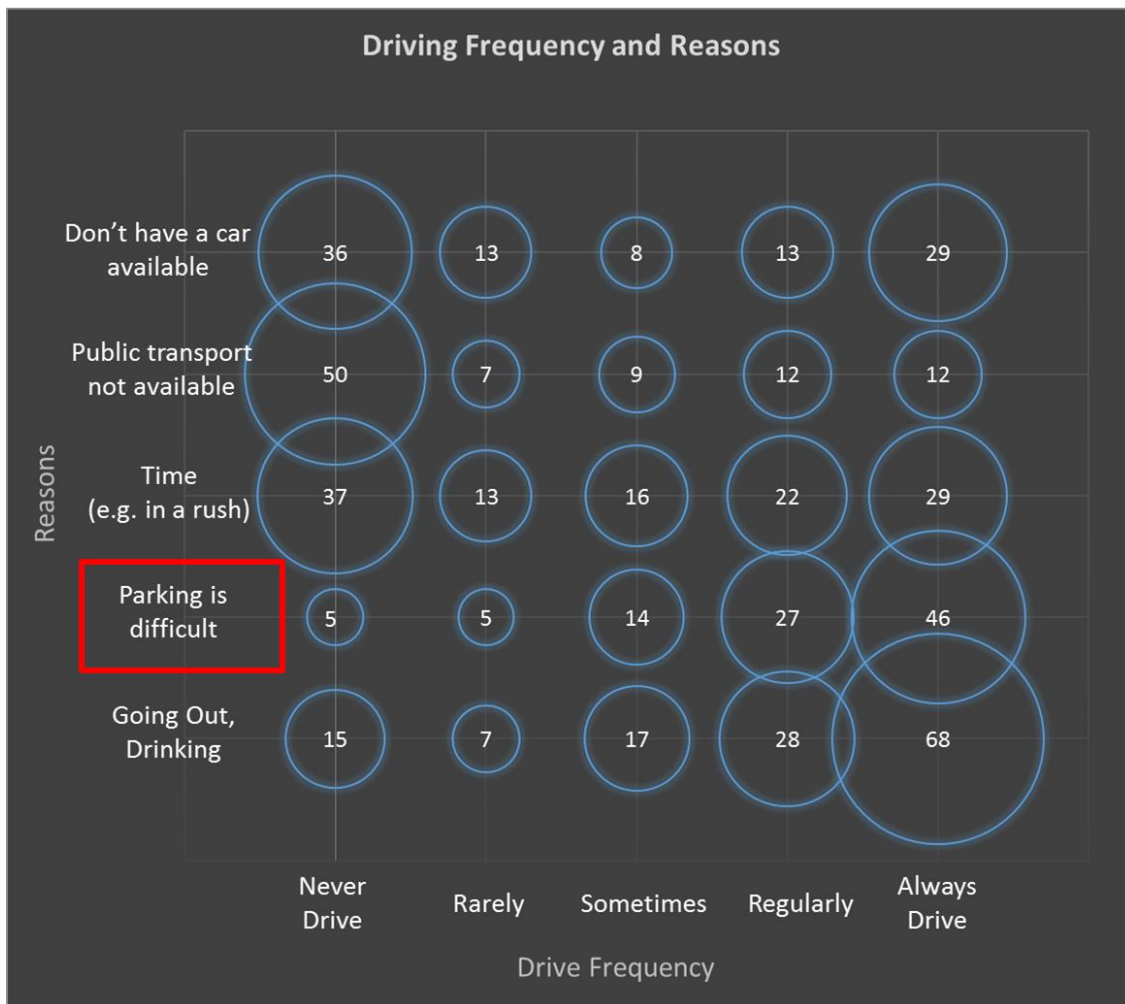 Driving Frequency and Reasons
Don't have a car
available
36 13 8 13 29
Public transport
not available
50 7 9 12 12
Reasons
Time
(e.g. in a rush)
37 13 16 22 29
Parking is
difficult
5 5 14 27 46
Going Out,
Drinking
15 7 17 28 68
Never
Drive
Rarely
Sometimes
Regularly
Always
Drive
Drive Frequency